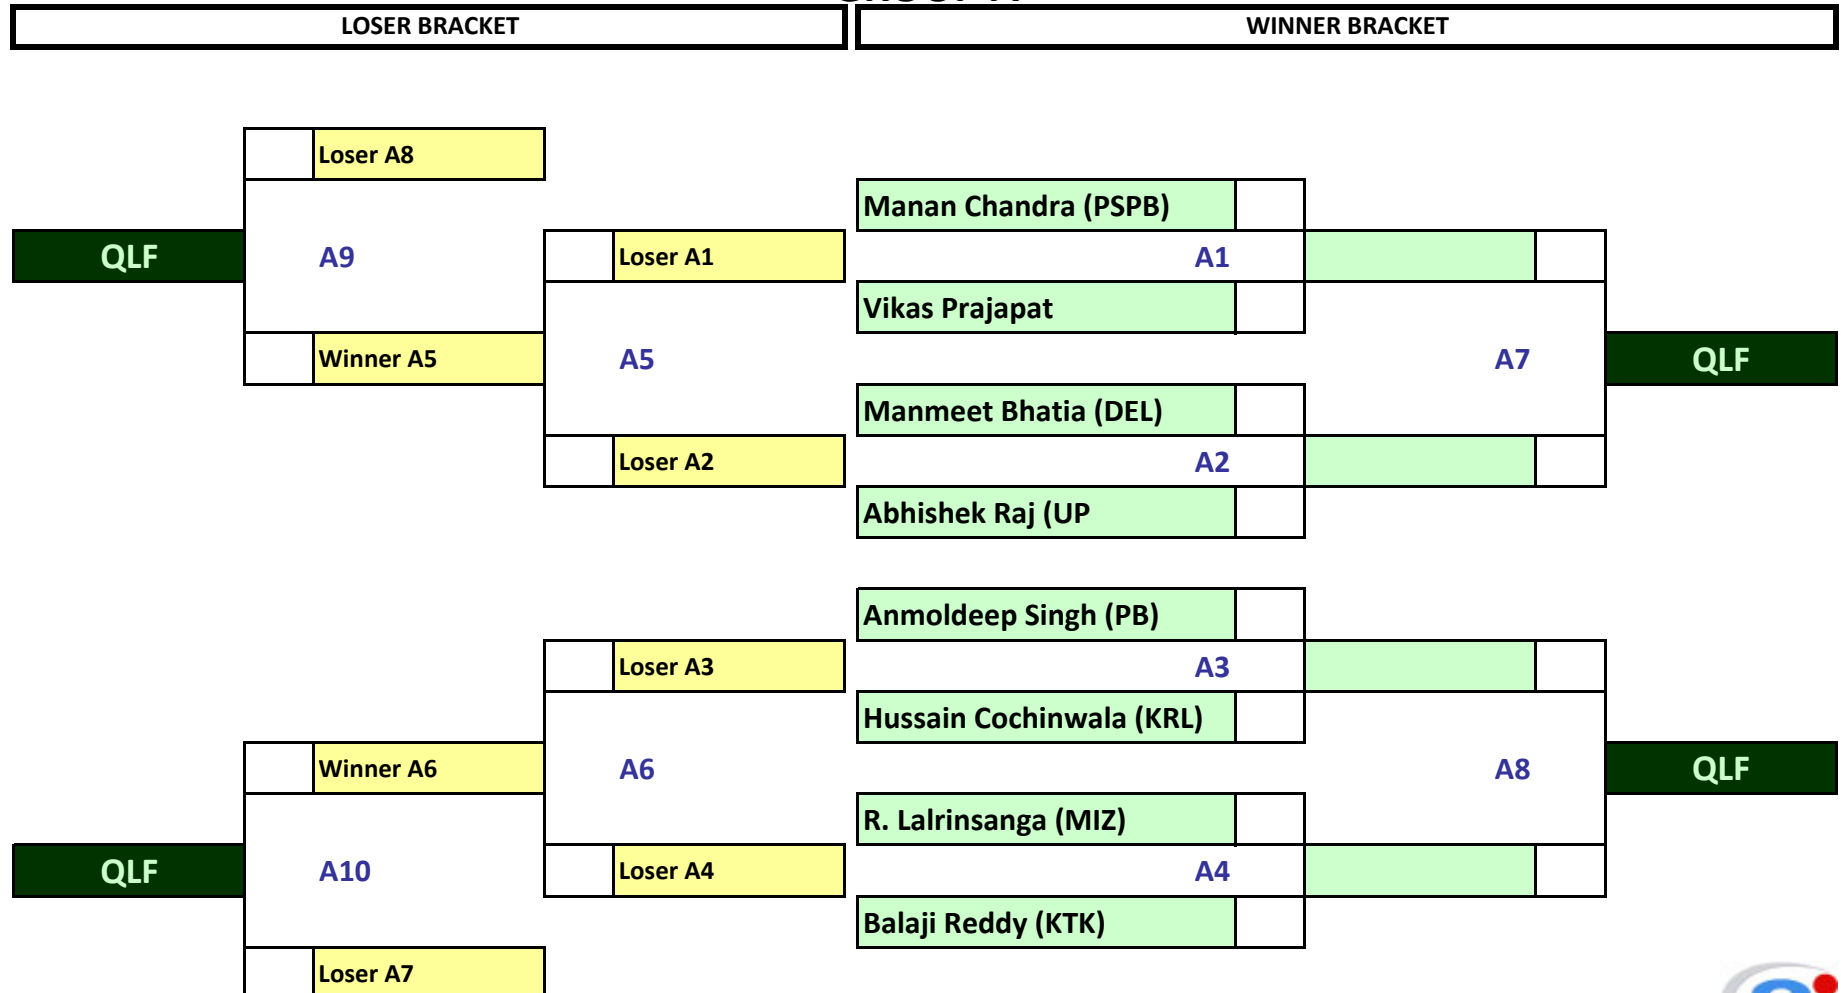 LOSER BRACKET
WINNER BRACKET
Loser A8
Manan Chandra (PSPB)
QLF
A9
Loser A1
A1
Vikas Prajapat
Winner A5
A5
A7
QLF
Manmeet Bhatia (DEL)
Loser A2
A2
Abhishek Raj (UP
Anmoldeep Singh (PB)
Loser A3
A3
Hussain Cochinwala (KRL)
Winner A6
A6
A8
QLF
R. Lalrinsanga (MIZ)
QLF
A10
Loser A4
A4
Balaji Reddy (KTK)
Loser A7